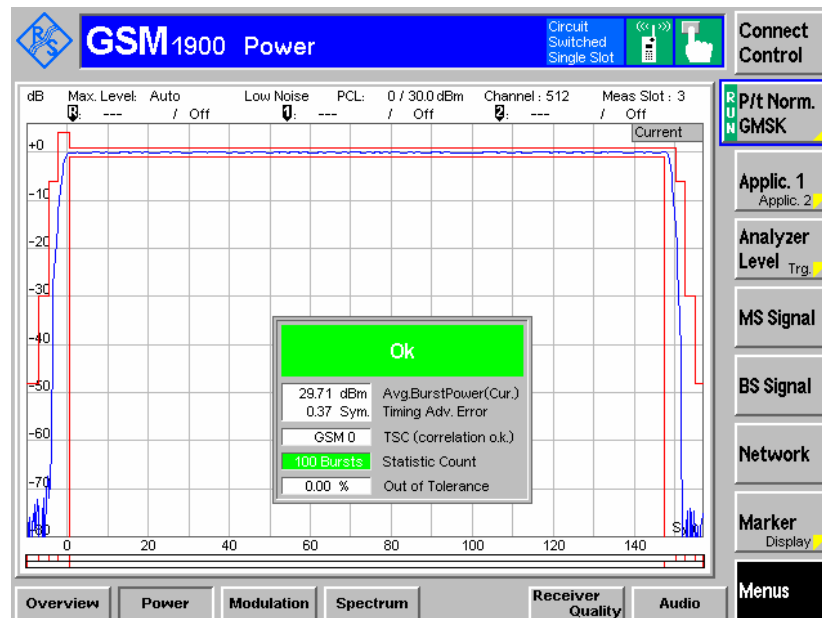 R&S
GSM 1900 Power
Circuit
Switched
Single Slot
Connect
Control
dB Max. Level: Auto Low Noise PCL: 0 / 30.0 dBm Channel : 512 Meas Slot : 3
R: --- / Off 1: --- / Off 2: --- / Off
Current
RUN
P/t Norm.
GMSK
Applic. 1
Applic. 2
Analyzer
Level Trg.
MS Signal
BS Signal
Network
Marker
Display
Menus
+0
-10
-20
-30
-40
-50
-60
-70
-80
Ok
29.71 dBm Avg.BurstPower(Cur.)
0.37 Sym. Timing Adv. Error
GSM 0 TSC (correlation o.k.)
100 Bursts Statistic Count
0.00 % Out of Tolerance
0 20 40 60 80 100 120 140
Overview Power Modulation Spectrum Receiver Quality Audio